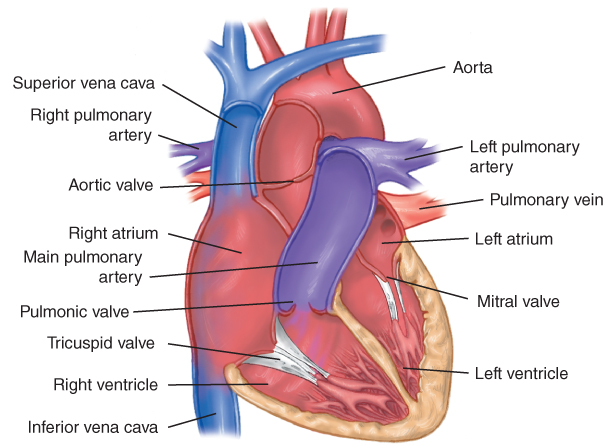 Superior vena cava
Right pulmonary
artery
Aortic valve
Right atrium
Main pulmonary
artery
Pulmonic valve
Tricuspid valve
Right ventricle
Inferior vena cava
Aorta
Left pulmonary
artery
Pulmonary vein
Left atrium
Mitral valve
Left ventricle